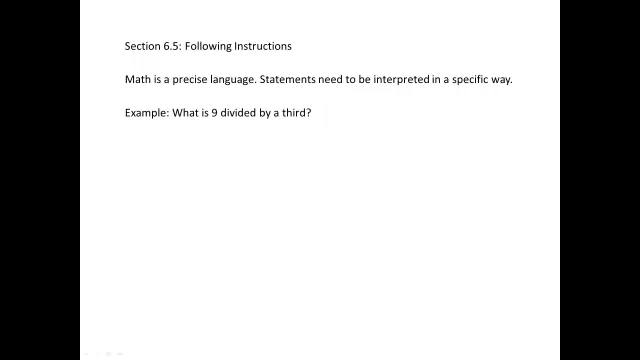 Section 6.5: Following Instructions
Math is a precise language. Statements need to be interpreted in a specific way.
Example: What is 9 divided by a third?